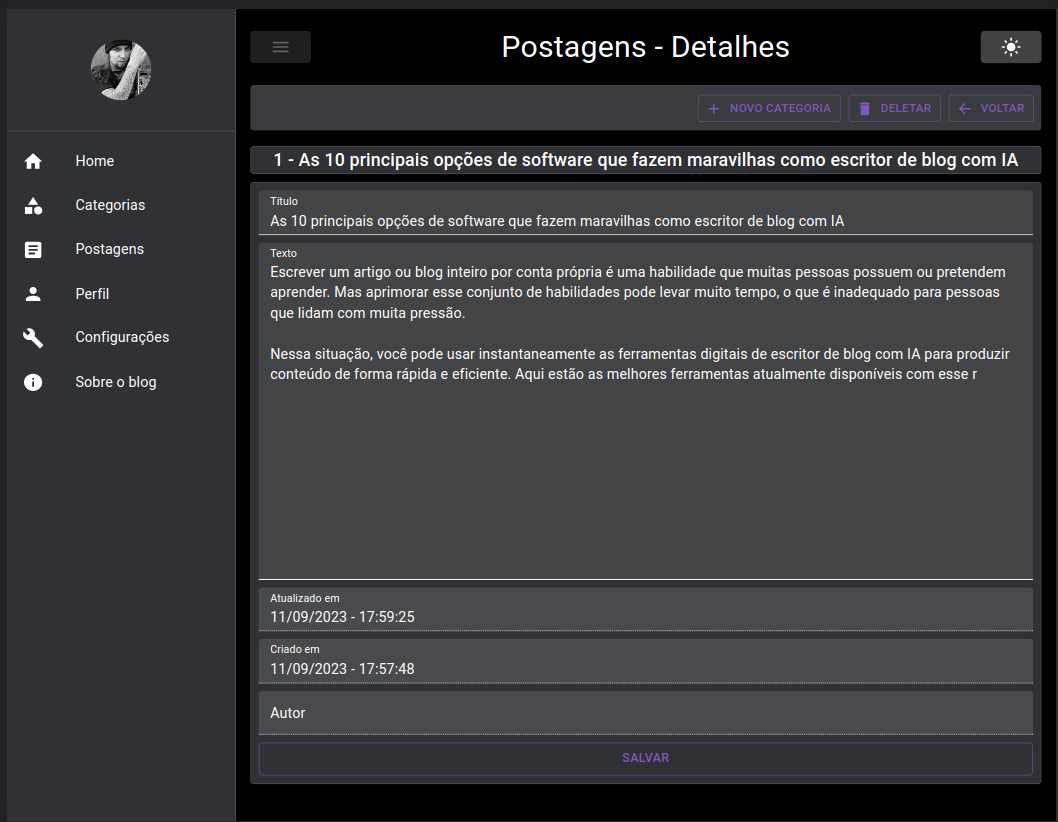 Postagens - Detalhes
NOVO CATEGORIA
DELETAR
VOLTAR
Home
Categorias
Postagens
Perfil
Configurações
Sobre o blog
1 - As 10 principais opções de software que fazem maravilhas como escritor de blog com IA
Título
As 10 principais opções de software que fazem maravilhas como escritor de blog com IA
Texto
Escrever um artigo ou blog inteiro por conta própria é uma habilidade que muitas pessoas possuem ou pretendem
aprender. Mas aprimorar esse conjunto de habilidades pode levar muito tempo, o que é inadequado para pessoas
que lidam com muita pressão.
Nessa situação, você pode usar instantaneamente as ferramentas digitais de escritor de blog com IA para produzir
conteúdo de forma rápida e eficiente. Aqui estão as melhores ferramentas atualmente disponíveis com esse r
Atualizado em
11/09/2023 - 17:59:25
Criado em
11/09/2023 - 17:57:48
Autor
SALVAR